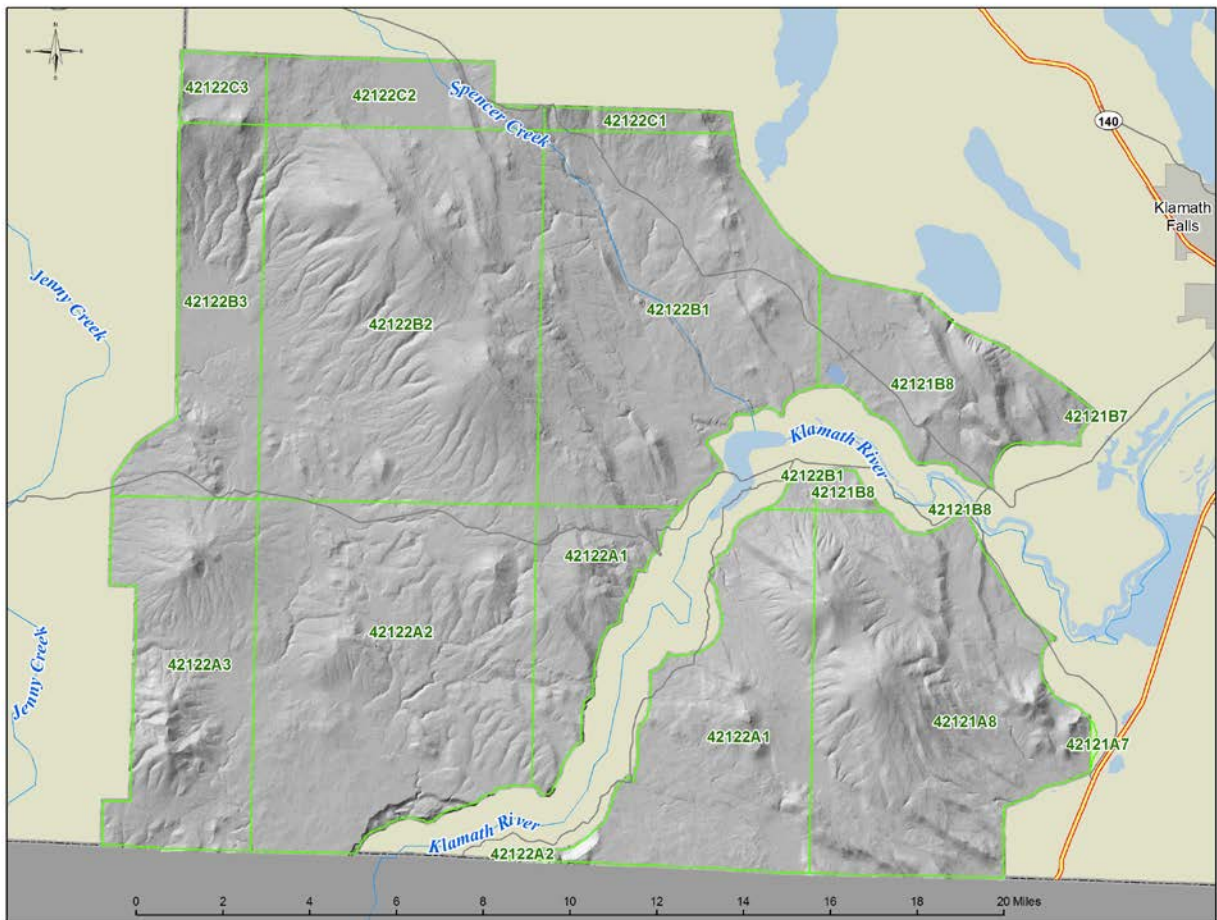 N
W E
S
42122C3
42122C2
Spencer Creek
42122C1
140
Klamath
Falls
Jenny Creek
42122B3
42122B2
42122B1
42121B8
42121B7
Klamath River
42122B1
42121B8
42121B8
42122A1
42122A2
42122A3
Jenny Creek
42122A1
42121A8
42121A7
Klamath River
42122A2
0 2 4 6 8 10 12 14 16 18 20 Miles